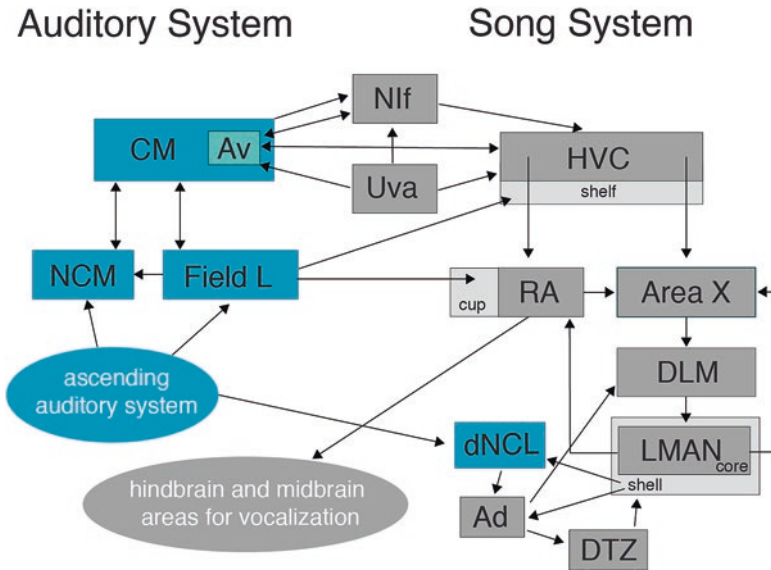 Auditory System
Song System
NIf
CM
Av
HVC
shelf
Uva
NCM
Field L
cup
RA
Area X
ascending
auditory system
DLM
dNCL
LMAN
core
shell
hindbrain and midbrain
areas for vocalization
Ad
DTZ